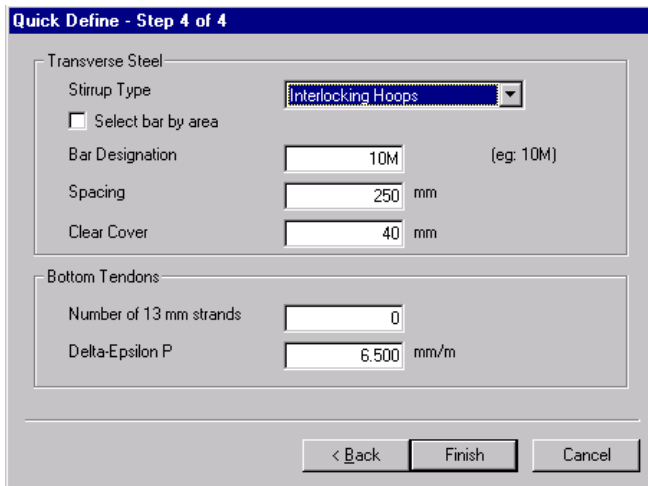 Quick Define - Step 4 of 4
Transverse Steel
Stirrup Type Interlocking Hoops
Select bar by area
Bar Designation 10M (eg: 10M)
Spacing 250 mm
Clear Cover 40 mm
Bottom Tendons
Number of 13 mm strands 0
Delta-Epsilon P 6.500 mm/m
< Back Finish Cancel